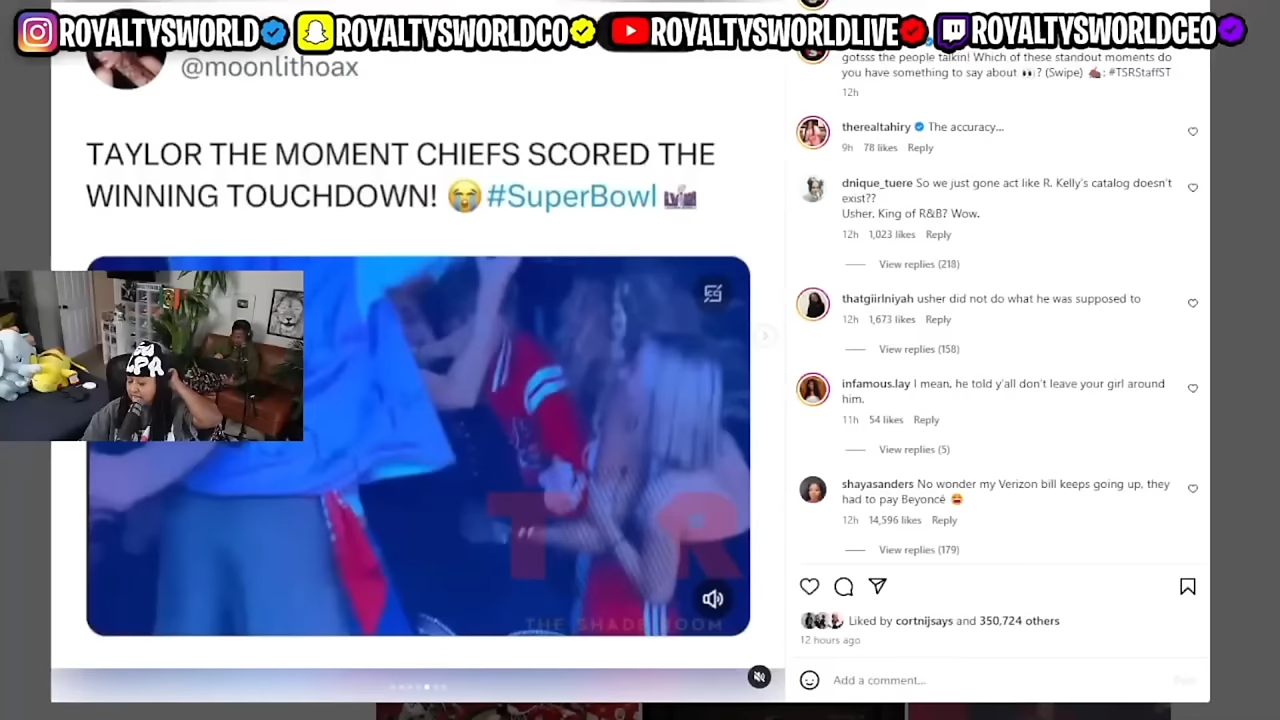 ROYALTYSWORLD ROYALTYSWORLDCO ROYALTYSWORLDLIVE ROYALTYSWORLDCEO
@moonlithoax
TAYLOR THE MOMENT CHIEFS SCORED THE
WINNING TOUCHDOWN! 😭 #SuperBowl
TSR
THE SHADE ROOM
gotsss the people talkin! Which of these standout moments do
you have something to say about 👀? (Swipe) ✍🏾: #TSRStaffST
12h
therealtahiry The accuracy...
9h 78 likes Reply
dnique_tuere So we just gone act like R. Kelly's catalog doesn't
exist??
Usher. King of R&B? Wow.
12h 1,023 likes Reply
View replies (218)
thatgiirlniyah usher did not do what he was supposed to
12h 1,673 likes Reply
View replies (158)
infamous.lay I mean, he told y'all don't leave your girl around
him.
11h 54 likes Reply
View replies (5)
shayasanders No wonder my Verizon bill keeps going up, they
had to pay Beyoncé 😩
12h 14,596 likes Reply
View replies (179)
Liked by cortnijsays and 350,724 others
12 hours ago
Add a comment...
Post